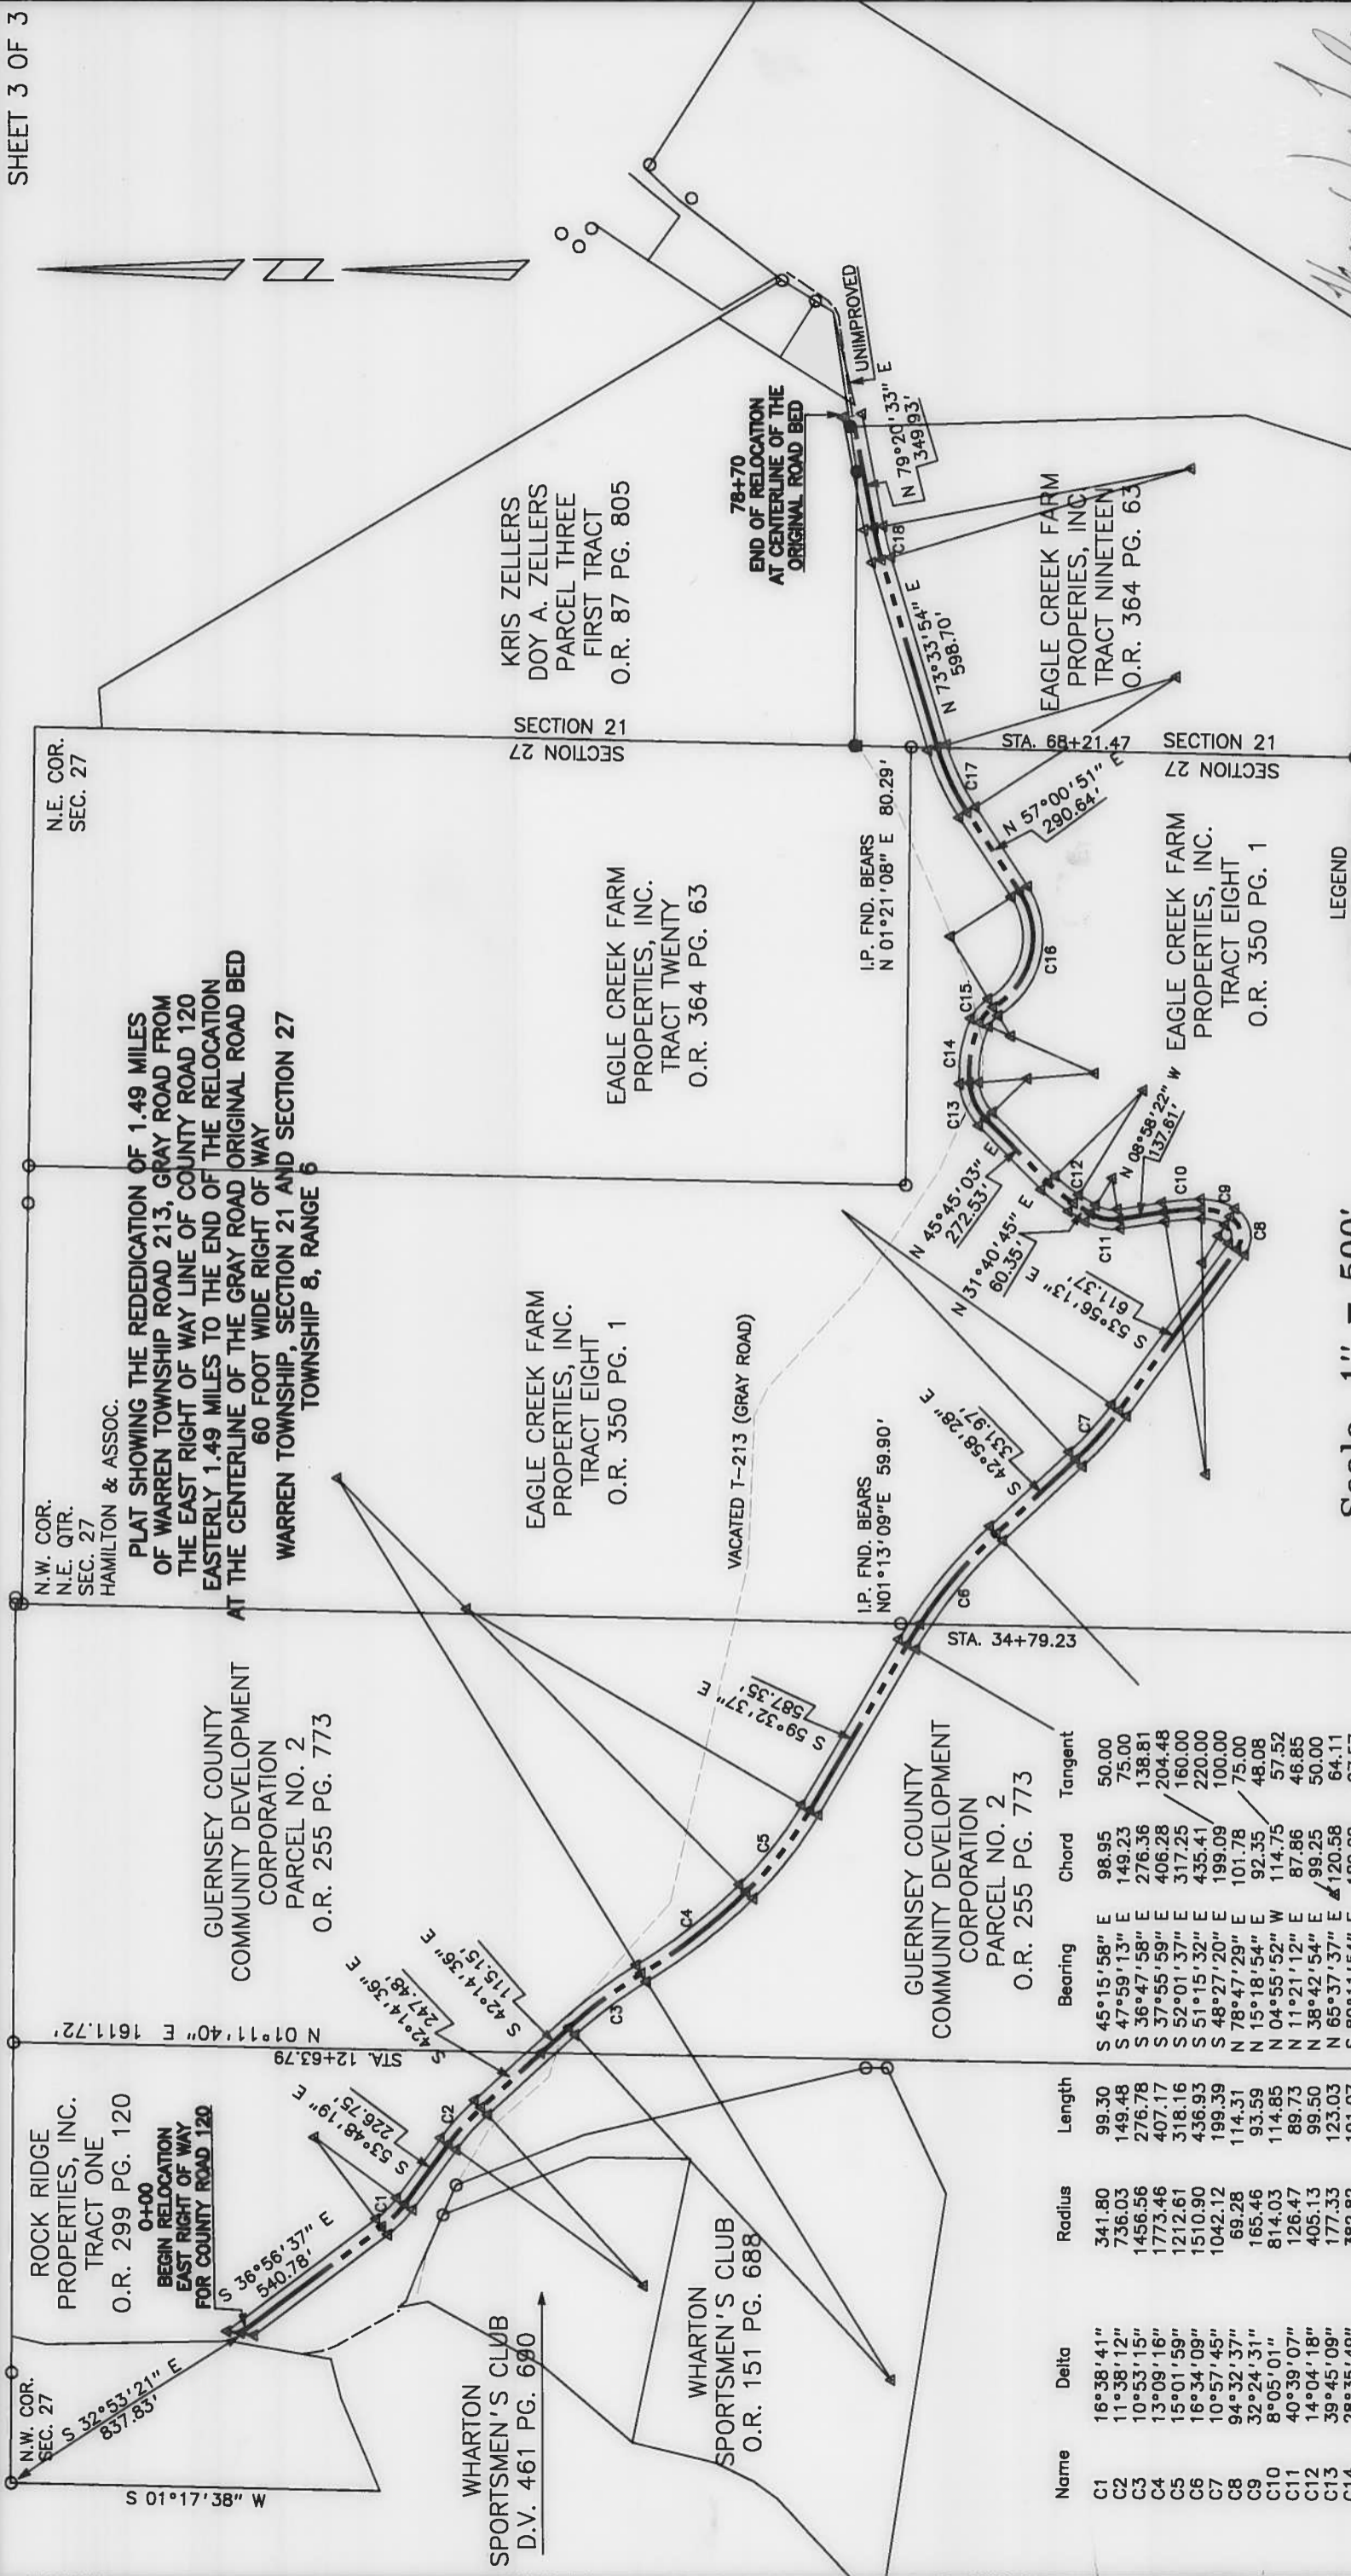 SHEET 3 OF 3
N.W. COR.
SEC. 27
S 32°53'21" E
837.83'
S 01°17'38" W
ROCK RIDGE
PROPERTIES, INC.
TRACT ONE
O.R. 299 PG. 120
0+00
BEGIN RELOCATION
EAST RIGHT OF WAY
FOR COUNTY ROAD 120
S 36°56'37" E
540.78'
C1
S 53°48'19" E
226.75'
C2
STA. 12+63.79
N 01°11'40" E 1611.72'
S 42°14'36" E
247.48'
S 42°14'36" E
115.15'
C3
C4
C5
GUERNSEY COUNTY
COMMUNITY DEVELOPMENT
CORPORATION
PARCEL NO. 2
O.R. 255 PG. 773
N.W. COR.
N.E. QTR.
SEC. 27
HAMILTON & ASSOC.
PLAT SHOWING THE REDEDICATION OF 1.49 MILES
OF WARREN TOWNSHIP ROAD 213, GRAY ROAD FROM
THE EAST RIGHT OF WAY LINE OF COUNTY ROAD 120
EASTERLY 1.49 MILES TO THE END OF THE RELOCATION
AT THE CENTERLINE OF THE GRAY ROAD ORIGINAL ROAD BED
60 FOOT WIDE RIGHT OF WAY
WARREN TOWNSHIP, SECTION 21 AND SECTION 27
TOWNSHIP 8, RANGE 6
N.E. COR.
SEC. 27
EAGLE CREEK FARM
PROPERTIES, INC.
TRACT EIGHT
O.R. 350 PG. 1
EAGLE CREEK FARM
PROPERTIES, INC.
TRACT TWENTY
O.R. 364 PG. 63
SECTION 21
SECTION 27
KRIS ZELLERS
DOY A. ZELLERS
PARCEL THREE
FIRST TRACT
O.R. 87 PG. 805
VACATED T-213 (GRAY ROAD)
S 59°32'37" E
587.35'
I.P. FND. BEARS
N01°13'09"E 59.90'
STA. 34+79.23
C6
S 42°58'28" E
331.97'
C7
S 53°56'13" E
611.37'
C8
C9
C10
N 08°58'22" W
137.61'
C11
N 31°40'45" E
60.35'
C12
N 45°45'03" E
272.53'
C13
C14
C15
C16
I.P. FND. BEARS
N 01°21'08" E 80.29'
N 57°00'51" E
290.64'
C17
STA. 68+21.47
SECTION 21
SECTION 27
N 73°33'54" E
598.70'
C18
N 79°20'33" E
349.93'
78+70
END OF RELOCATION
AT CENTERLINE OF THE
ORIGINAL ROAD BED
UNIMPROVED
EAGLE CREEK FARM
PROPERIES, INC
TRACT NINETEEN
O.R. 364 PG. 63
EAGLE CREEK FARM
PROPERTIES, INC.
TRACT EIGHT
O.R. 350 PG. 1
WHARTON
SPORTSMEN'S CLUB
D.V. 461 PG. 690
WHARTON
SPORTSMEN'S CLUB
O.R. 151 PG. 688
GUERNSEY COUNTY
COMMUNITY DEVELOPMENT
CORPORATION
PARCEL NO. 2
O.R. 255 PG. 773
Name Delta Radius Length Bearing Chord Tangent
C1 16°38'41" 341.80 99.30 S 45°15'58" E 98.95 50.00
C2 11°38'12" 736.03 149.48 S 47°59'13" E 149.23 75.00
C3 10°53'15" 1456.56 276.78 S 36°47'58" E 276.36 138.81
C4 13°09'16" 1773.46 407.17 S 37°55'59" E 406.28 204.48
C5 15°01'59" 1212.61 318.16 S 52°01'37" E 317.25 160.00
C6 16°34'09" 1510.90 436.93 S 51°15'32" E 435.41 220.00
C7 10°57'45" 1042.12 199.39 S 48°27'20" E 199.09 100.00
C8 94°32'37" 69.28 114.31 N 78°47'29" E 101.78 75.00
C9 32°24'31" 165.46 93.59 N 15°18'54" E 92.35 48.08
C10 8°05'01" 814.03 114.85 N 04°55'52" W 114.75 57.52
C11 40°39'07" 126.47 89.73 N 11°21'12" E 87.86 46.85
C12 14°04'18" 405.13 99.50 N 38°42'54" E 99.25 50.00
C13 39°45'09" 177.33 123.03 N 65°37'37" E 120.58 64.11
C14
LEGEND
Scale 1" = 500'